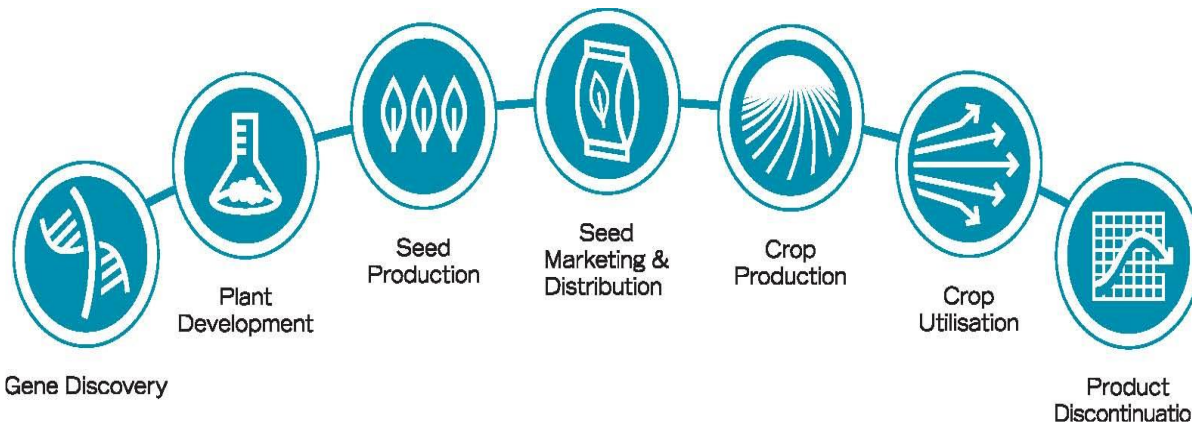 Gene Discovery
Plant
Development
Seed
Production
Seed
Marketing &
Distribution
Crop
Production
Crop
Utilisation
Product
Discontinuatio